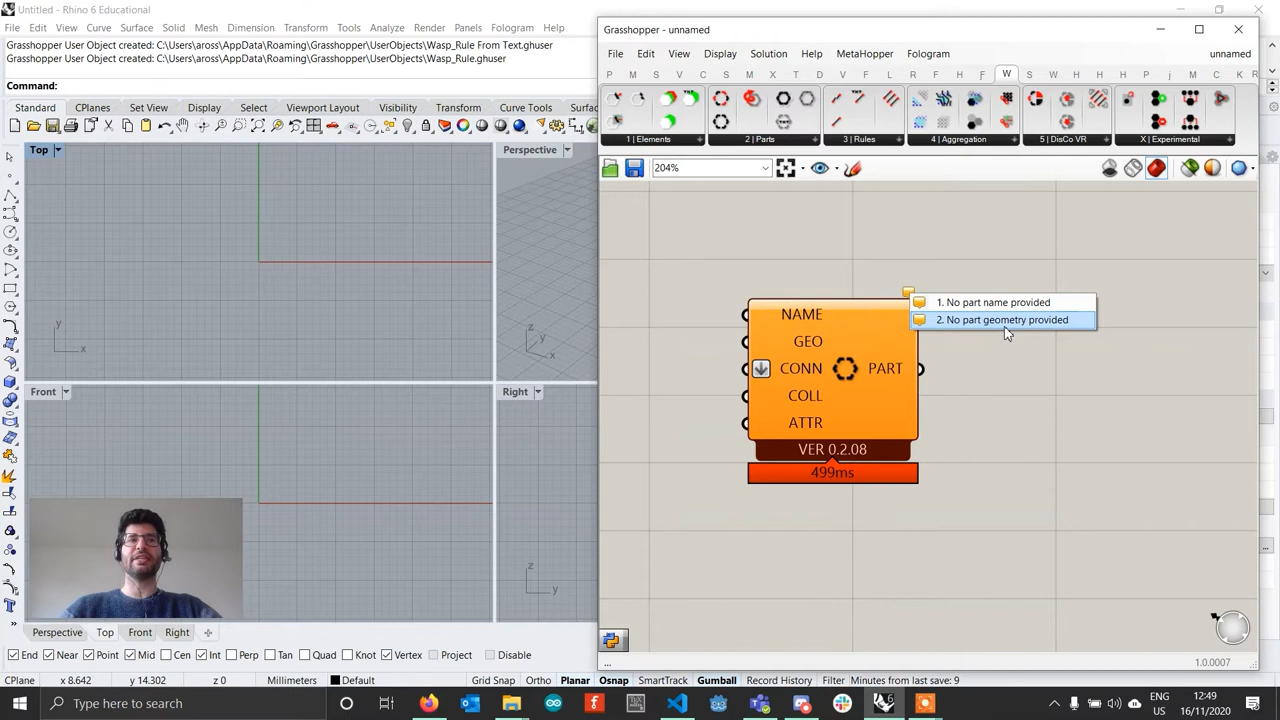 Untitled - Rhino 6 Educational
File Edit View Curve Surface Solid Mesh Dimension Transform Tools Analyze Render Panels Fologram Help
Grasshopper User Object created: C:\Users\aross\AppData\Roaming\Grasshopper\UserObjects\Wasp_Rule From Text.ghuser
Grasshopper User Object created: C:\Users\aross\AppData\Roaming\Grasshopper\UserObjects\Wasp_Rule.ghuser
Command:
Standard CPlanes Set View Display Select Viewport Layout Visibility Transform Curve Tools
Top
y
x
Perspective
z
y
x
Front
z
x
Right
z
y
Perspective Top Front Right
End Near Point Mid Cen Int Perp Tan Quad Knot Vertex Project Disable
CPlane x 8.642 y 14.302 z 0 Millimeters Default Grid Snap Ortho Planar Osnap SmartTrack Gumball Record History Filter Minutes from last save: 9
Grasshopper - unnamed
File Edit View Display Solution Help MetaHopper Fologram unnamed
P M S V C S M X D X V F L R F H F W S M H H P j M C K R
1 | Elements 2 | Parts 3 | Rules 4 | Aggregation 5 | DisCo VR X | Experimental
204%
1. No part name provided
2. No part geometry provided
NAME
GEO
CONN PART
COLL
ATTR
VER 0.2.08
499ms
...
1.0.0007
Type here to search
ENG
12:49
16/11/2020